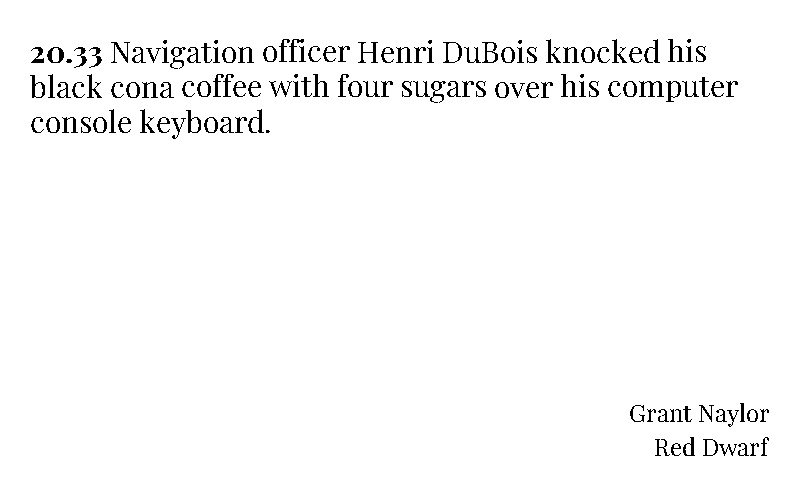 20.33 Navigation officer Henri DuBois knocked his
black cona coffee with four sugars over his computer
console keyboard.
Grant Naylor
Red Dwarf